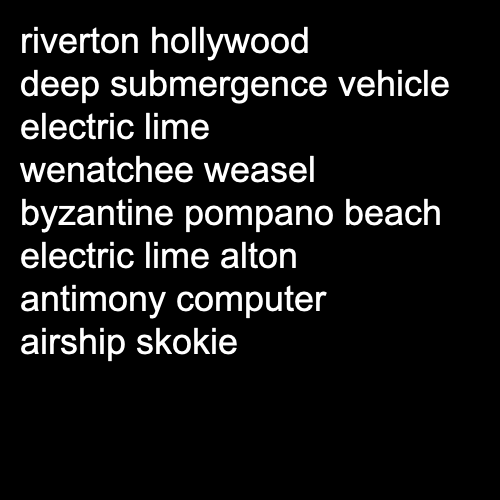 riverton hollywood
deep submergence vehicle
electric lime
wenatchee weasel
byzantine pompano beach
electric lime alton
antimony computer
airship skokie